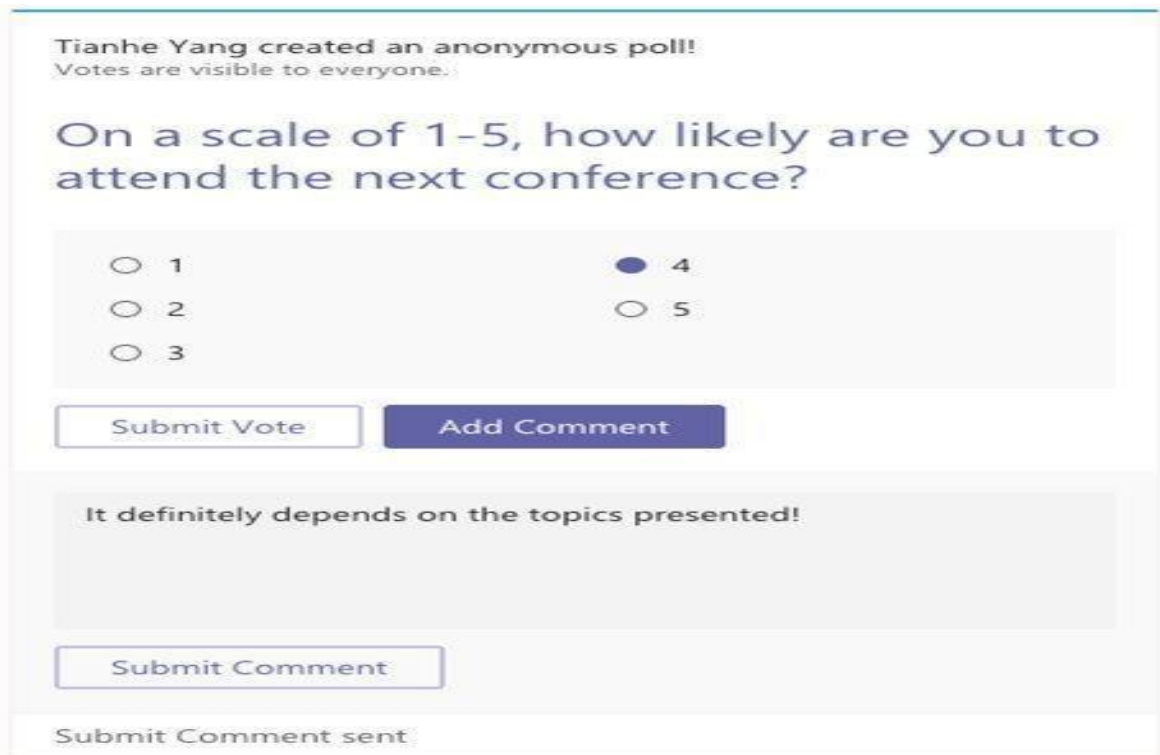 Tianhe Yang created an anonymous poll!
Votes are visible to everyone.
On a scale of 1-5, how likely are you to
attend the next conference?
1
2
3
4
5
Submit Vote
Add Comment
It definitely depends on the topics presented!
Submit Comment
Submit Comment sent